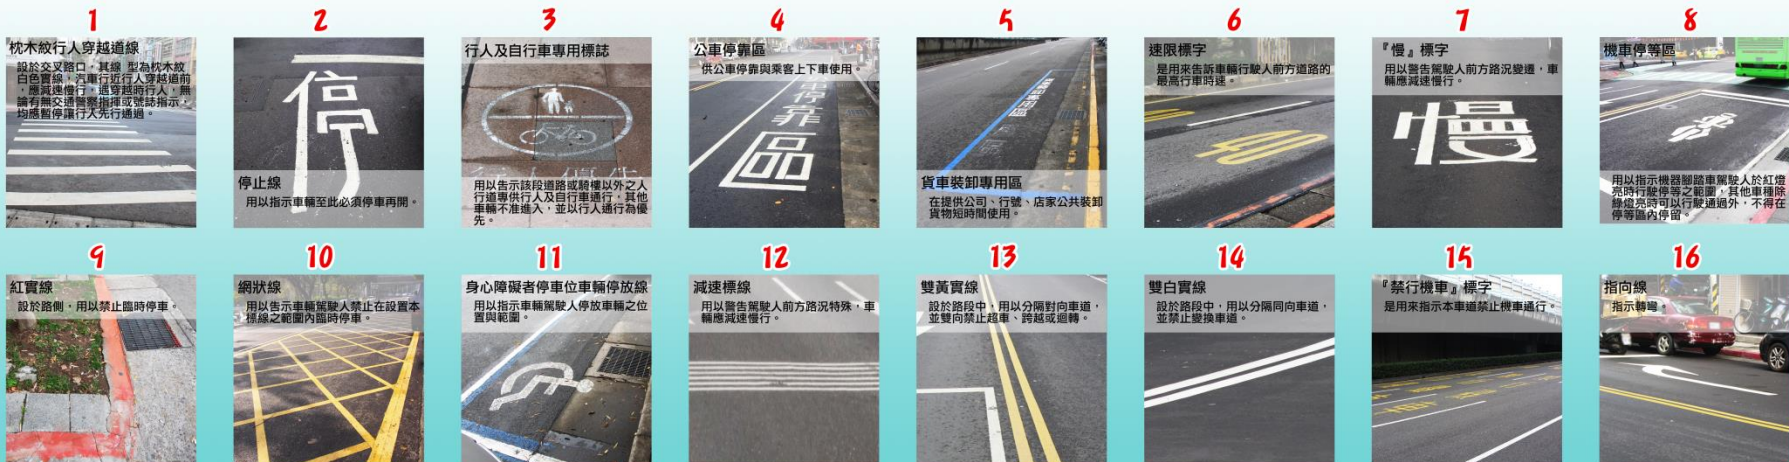 1
枕木紋行人穿越道線
設於交叉路口，其線 型為枕木紋
白色實線，汽車行近行人穿越道前
，應減速慢行，遇穿越時行人，無
論有無交通警察指揮或號誌指示，
均應暫停讓行人先行通過。
2
停
停止線
用以指示車輛至此必須停車再開。
3
行人及自行車專用標誌
用以告示該段道路或騎樓以外之人
行道專供行人及自行車通行，其他
車輛不准進入，並以行人通行為優
先。
4
公車停靠區
供公車停靠與乘客上下車使用。
停靠區
5
貨車裝卸專用區
在提供公司、行號、店家公共裝卸
貨物短時間使用。
6
速限標字
是用來告訴車輛行駛人前方道路的
最高行車時速。
40
7
『慢』標字
用以警告駕駛人前方路況變遷，車
輛應減速慢行。
慢
8
機車停等區
用以指示機器腳踏車駕駛人於紅燈
亮時行駛停等之範圍，其他車種除
綠燈亮時可以行駛通過外，不得在
停等區內停留。
9
紅實線
設於路側，用以禁止臨時停車。
10
網狀線
用以告示車輛駕駛人禁止在設置本
標線之範圍內臨時停車。
11
身心障礙者停車位車輛停放線
用以指示車輛駕駛人停放車輛之位
置與範圍。
12
減速標線
用以警告駕駛人前方路況特殊，車
輛應減速慢行。
13
雙黃實線
設於路段中，用以分隔對向車道，
並雙向禁止超車、跨越或迴轉。
14
雙白實線
設於路段中，用以分隔同向車道，
並禁止變換車道。
15
『禁行機車』標字
是用來指示本車道禁止機車通行。
16
指向線
指示轉彎。